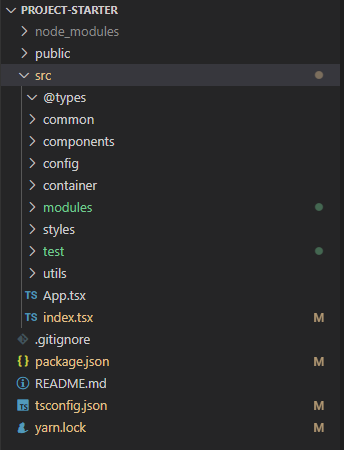 PROJECT-STARTER
node_modules
public
src
@types
common
components
config
container
modules
styles
test
utils
TS App.tsx
TS index.tsx M
.gitignore
{} package.json M
README.md
TS tsconfig.json M
yarn.lock M